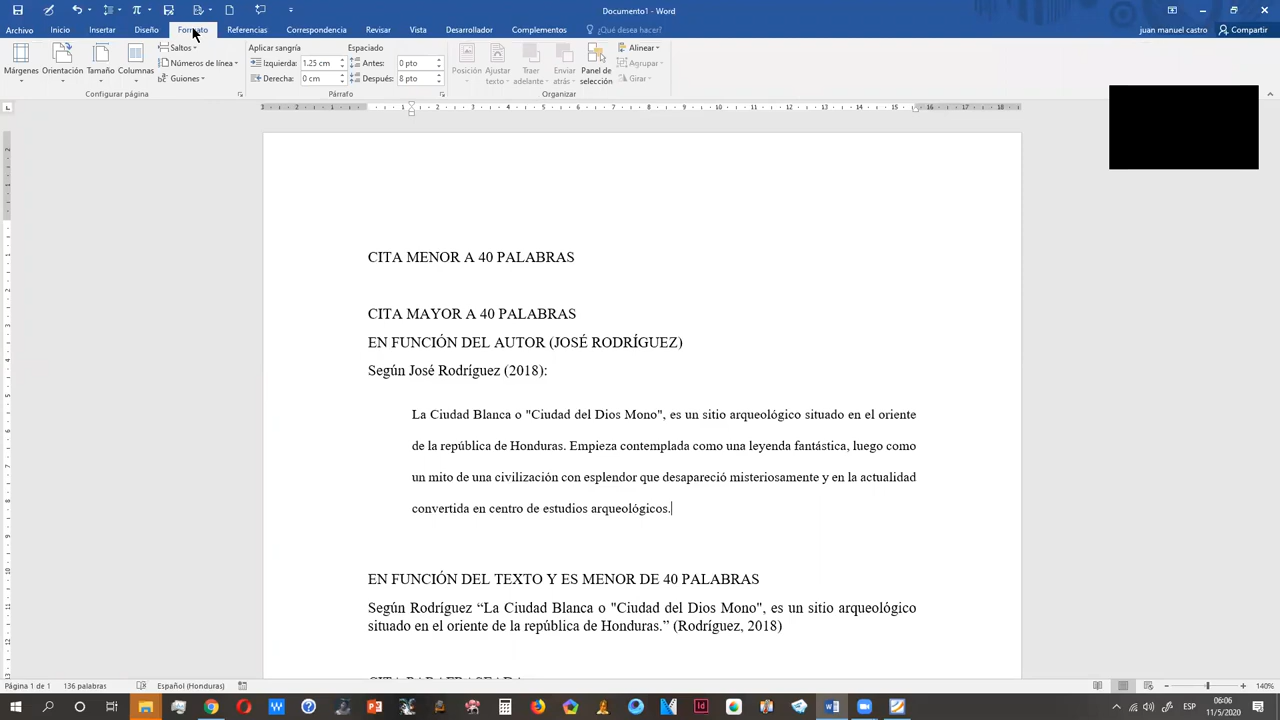 Documento1 - Word
Archivo Inicio Insertar Diseño Formato Referencias Correspondencia Revisar Vista Desarrollador Complementos ¿Qué desea hacer? juan manuel castro Compartir
Saltos Aplicar sangría Espaciado Alinear
Números de línea Izquierda: 1.25 cm Antes: 0 pto Agrupar
Márgenes Orientación Tamaño Columnas Guiones Derecha: 0 cm Después: 8 pto Posición Ajustar texto Traer adelante Enviar atrás Panel de selección Girar
Configurar página Párrafo Organizar
CITA MENOR A 40 PALABRAS
CITA MAYOR A 40 PALABRAS
EN FUNCIÓN DEL AUTOR (JOSÉ RODRÍGUEZ)
Según José Rodríguez (2018):
La Ciudad Blanca o "Ciudad del Dios Mono", es un sitio arqueológico situado en el oriente
de la república de Honduras. Empieza contemplada como una leyenda fantástica, luego como
un mito de una civilización con esplendor que desapareció misteriosamente y en la actualidad
convertida en centro de estudios arqueológicos.
EN FUNCIÓN DEL TEXTO Y ES MENOR DE 40 PALABRAS
Según Rodríguez “La Ciudad Blanca o "Ciudad del Dios Mono", es un sitio arqueológico
situado en el oriente de la república de Honduras.” (Rodríguez, 2018)
CITA PARAFRASEADA
Página 1 de 1 136 palabras Español (Honduras) 140%
ESP 06:06
11/5/2020